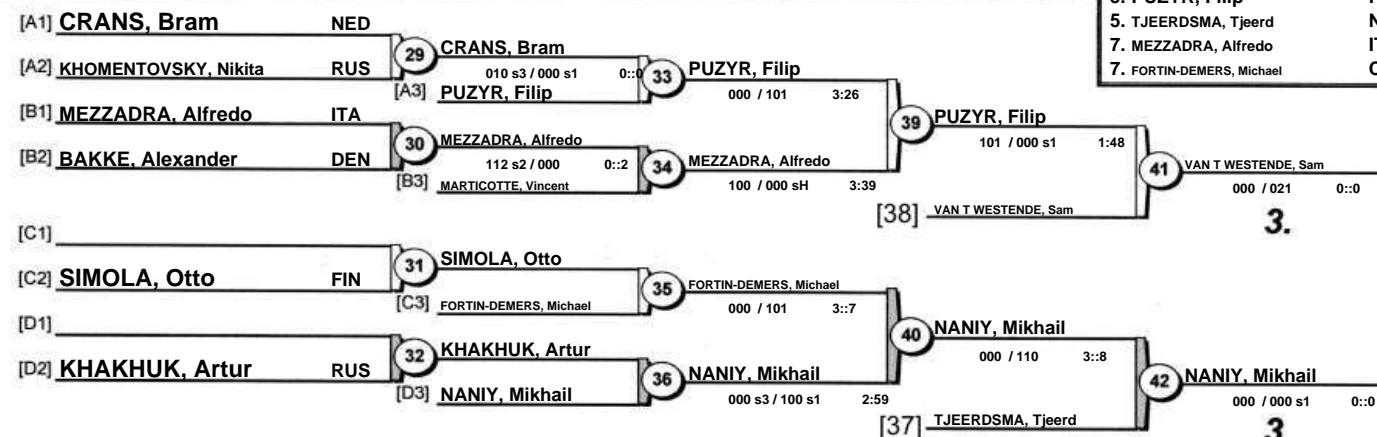 5. TJEERDSMA, Tjeerd
7. MEZZADRA, Alfredo
7. FORTIN-DEMERS, Michael
[A1] CRANS, Bram NED
29
CRANS, Bram
[A2] KHOMENTOVSKY, Nikita RUS
010 s3 / 000 s1 0::0
33
PUZYR, Filip
[A3] PUZYR, Filip
000 / 101 3:26
[B1] MEZZADRA, Alfredo ITA
39
PUZYR, Filip
30
MEZZADRA, Alfredo
101 / 000 s1 1:48
[B2] BAKKE, Alexander DEN
112 s2 / 000 0::2
34
MEZZADRA, Alfredo
41
VAN T WESTENDE, Sam
[B3] MARTICOTTE, Vincent
100 / 000 sH 3:39
000 / 021 0::0
[38] VAN T WESTENDE, Sam
3.
[C1]
31
SIMOLA, Otto
[C2] SIMOLA, Otto FIN
35
FORTIN-DEMERS, Michael
[C3] FORTIN-DEMERS, Michael
000 / 101 3::7
[D1]
40
NANIY, Mikhail
32
KHAKHUK, Artur
000 / 110 3::8
[D2] KHAKHUK, Artur RUS
36
NANIY, Mikhail
42
NANIY, Mikhail
[D3] NANIY, Mikhail
000 s3 / 100 s1 2:59
000 / 000 s1 0::0
[37] TJEERDSMA, Tjeerd
3